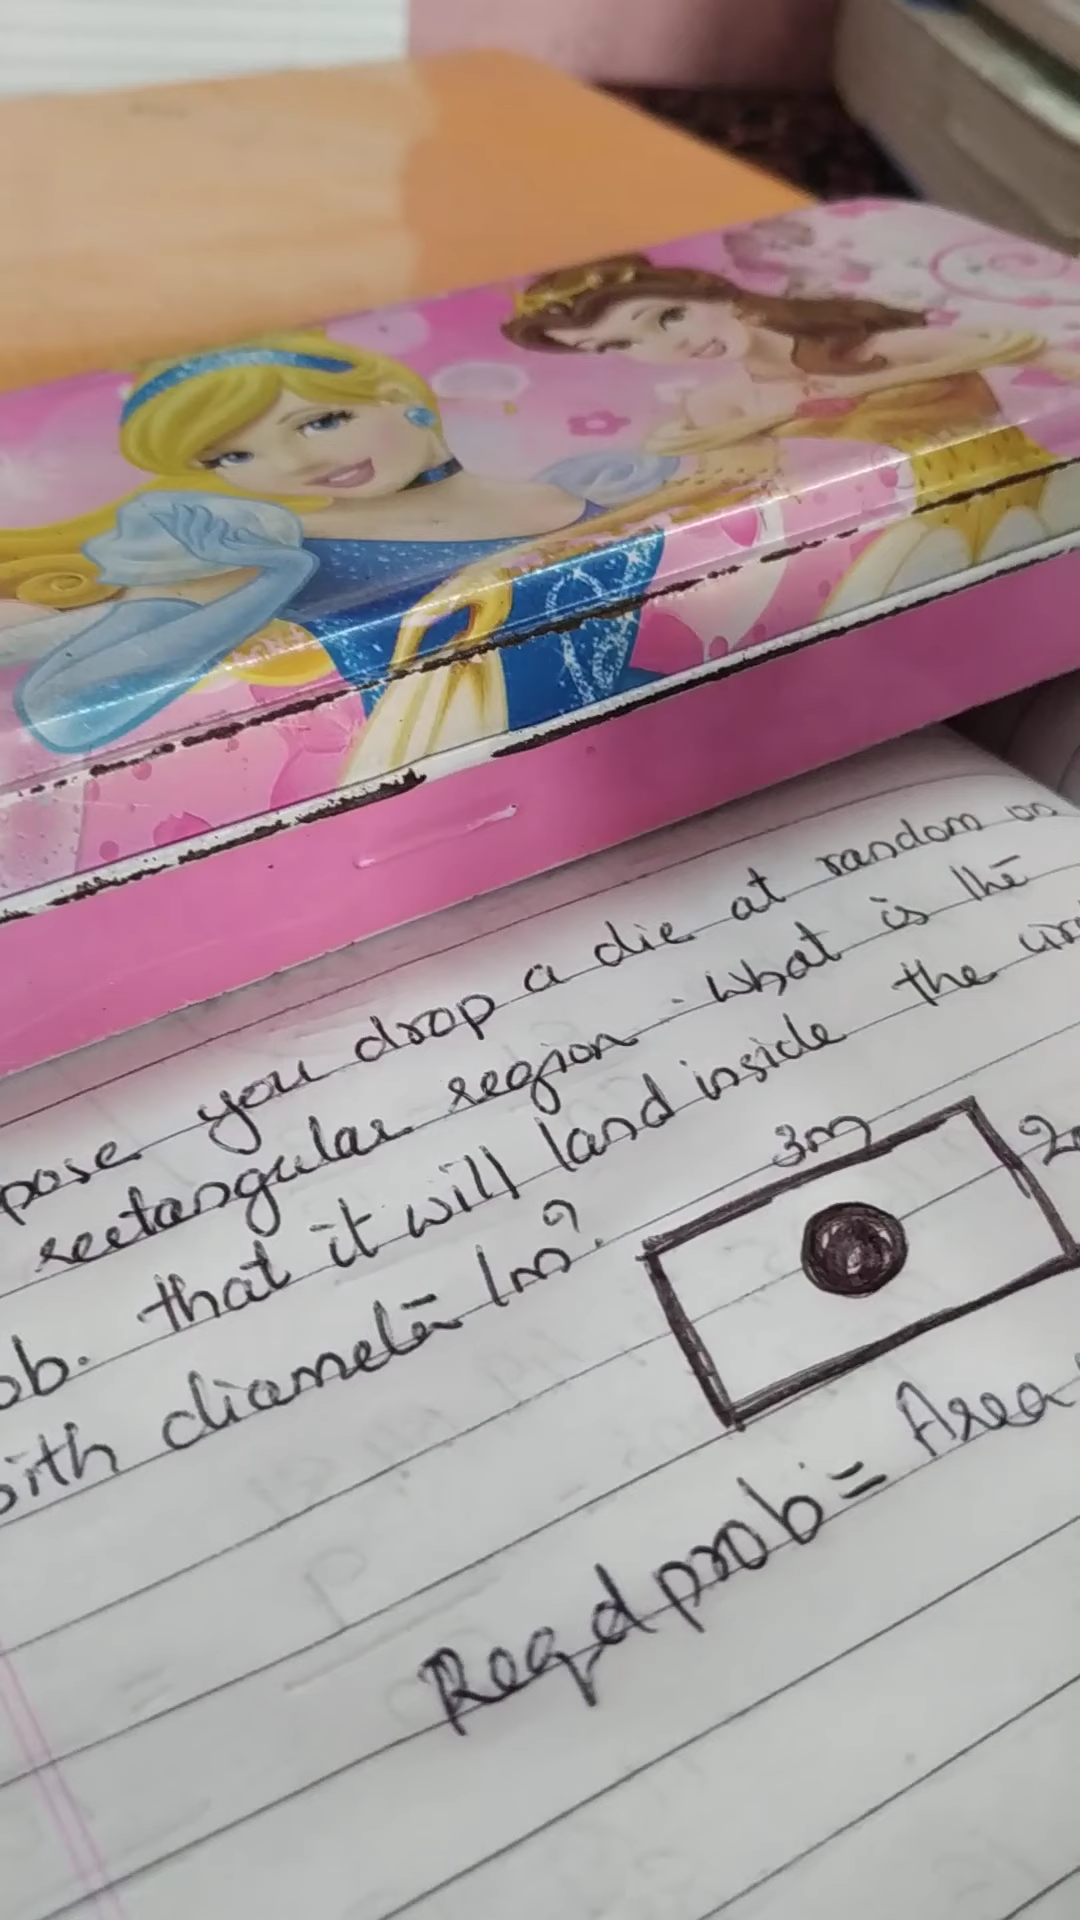 pose you drop a die at random on
rectangular region. What is the
ob. that it will land inside the
with diameter 1m?
3m
Reqd prob = Area